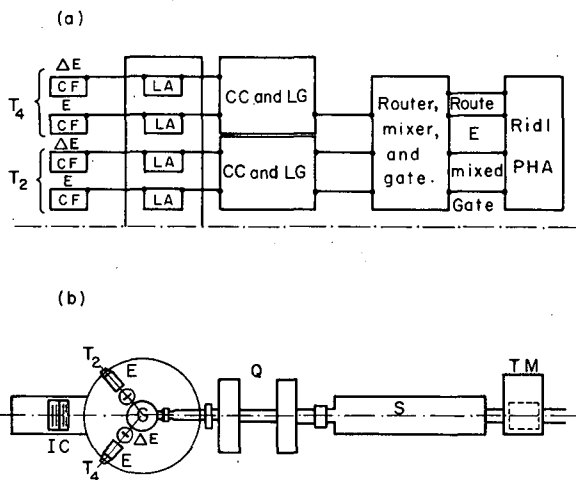 (a)
ΔE
CF
LA
CC and LG
T4
E
CF
LA
Router, mixer, and gate.
Route
E
mixed
Gate
Ridl
PHA
ΔE
CF
LA
CC and LG
T2
E
CF
LA
(b)
T2
E
Q
TM
S
IC
ΔE
E
T4